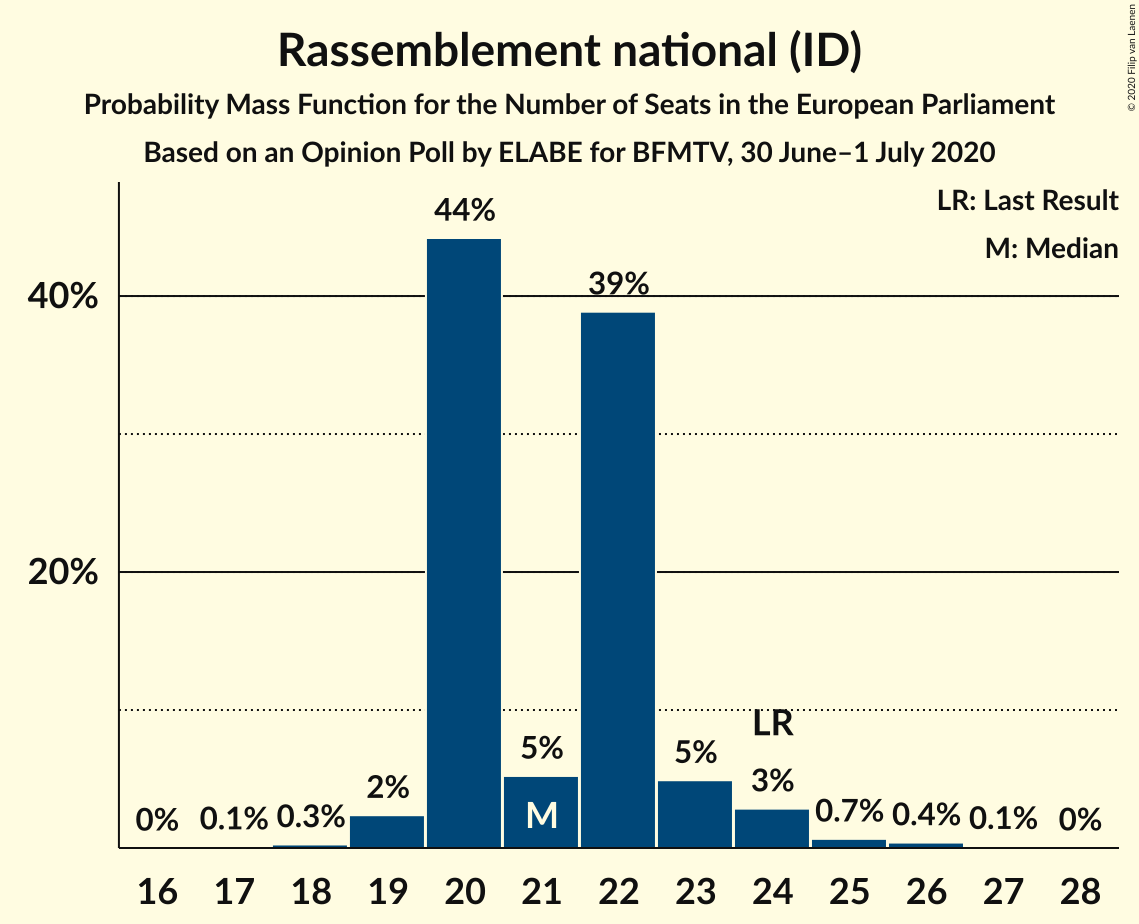 Rassemblement national (ID)
Probability Mass Function for the Number of Seats in the European Parliament
Based on an Opinion Poll by ELABE for BFMTV, 30 June–1 July 2020
© 2020 Filip van Laenen
LR: Last Result
M: Median
40%
20%
0%
0.1%
0.3%
2%
44%
5%
M
39%
5%
LR
3%
0.7%
0.4%
0.1%
0%
16 17 18 19 20 21 22 23 24 25 26 27 28